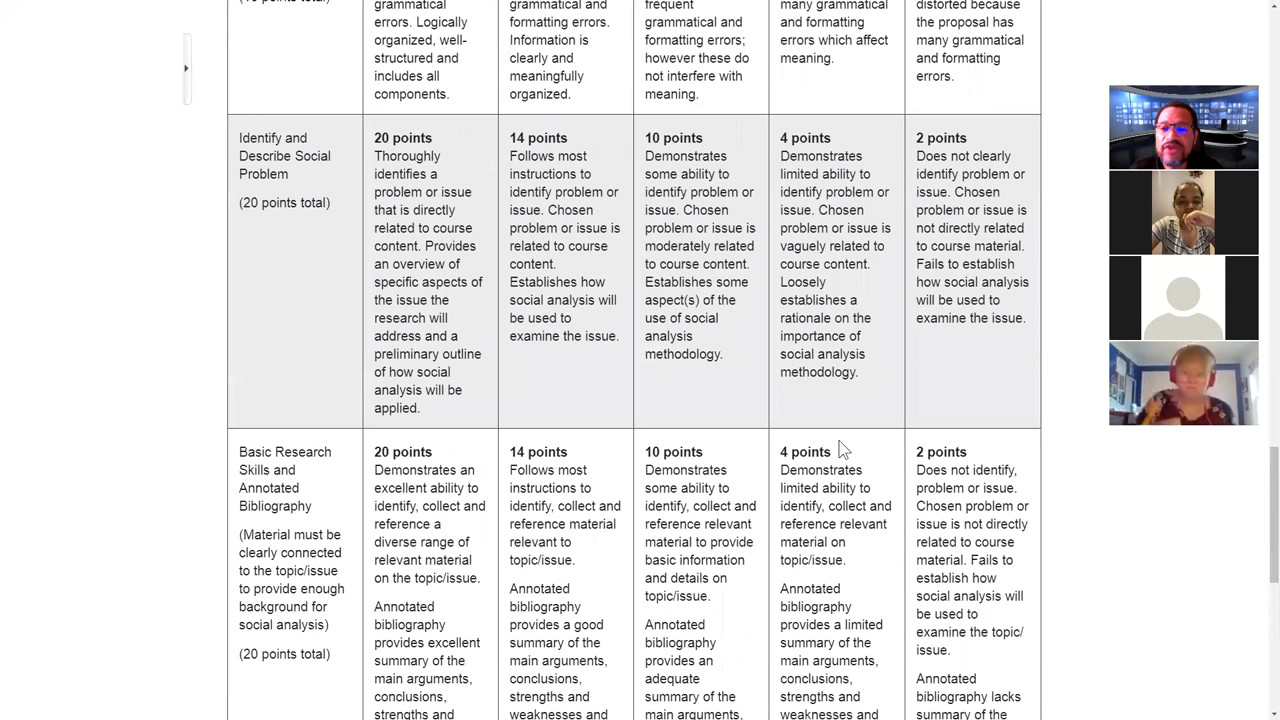 (10 points total)
grammatical
errors. Logically
organized, well-
structured and
includes all
components.
grammatical and
formatting errors.
Information is
clearly and
meaningfully
organized.
frequent
grammatical and
formatting errors;
however these do
not interfere with
meaning.
many grammatical
and formatting
errors which affect
meaning.
distorted because
the proposal has
many grammatical
and formatting
errors.
Identify and
Describe Social
Problem
(20 points total)
20 points
Thoroughly
identifies a
problem or issue
that is directly
related to course
content. Provides
an overview of
specific aspects of
the issue the
research will
address and a
preliminary outline
of how social
analysis will be
applied.
14 points
Follows most
instructions to
identify problem or
issue. Chosen
problem or issue is
related to course
content.
Establishes how
social analysis will
be used to
examine the issue.
10 points
Demonstrates
some ability to
identify problem or
issue. Chosen
problem or issue is
moderately related
to course content.
Establishes some
aspect(s) of the
use of social
analysis
methodology.
4 points
Demonstrates
limited ability to
identify problem or
issue. Chosen
problem or issue is
vaguely related to
course content.
Loosely
establishes a
rationale on the
importance of
social analysis
methodology.
2 points
Does not clearly
identify problem or
issue. Chosen
problem or issue is
not directly related
to course material.
Fails to establish
how social analysis
will be used to
examine the issue.
Basic Research
Skills and
Annotated
Bibliography
(Material must be
clearly connected
to the topic/issue
to provide enough
background for
social analysis)
(20 points total)
20 points
Demonstrates an
excellent ability to
identify, collect and
reference a
diverse range of
relevant material
on the topic/issue.
Annotated
bibliography
provides excellent
summary of the
main arguments,
conclusions,
strengths and
14 points
Follows most
instructions to
identify, collect and
reference material
relevant to
topic/issue.
Annotated
bibliography
provides a good
summary of the
main arguments,
conclusions,
strengths and
weaknesses and
10 points
Demonstrates
some ability to
identify, collect and
reference relevant
material to provide
basic information
and details on
topic/issue.
Annotated
bibliography
provides an
adequate
summary of the
main arguments,
4 points
Demonstrates
limited ability to
identify, collect and
reference relevant
material on
topic/issue.
Annotated
bibliography
provides a limited
summary of the
main arguments,
conclusions,
strengths and
weaknesses and
2 points
Does not identify,
problem or issue.
Chosen problem or
issue is not directly
related to course
material. Fails to
establish how
social analysis will
be used to
examine the topic/
issue.
Annotated
bibliography lacks
summary of the